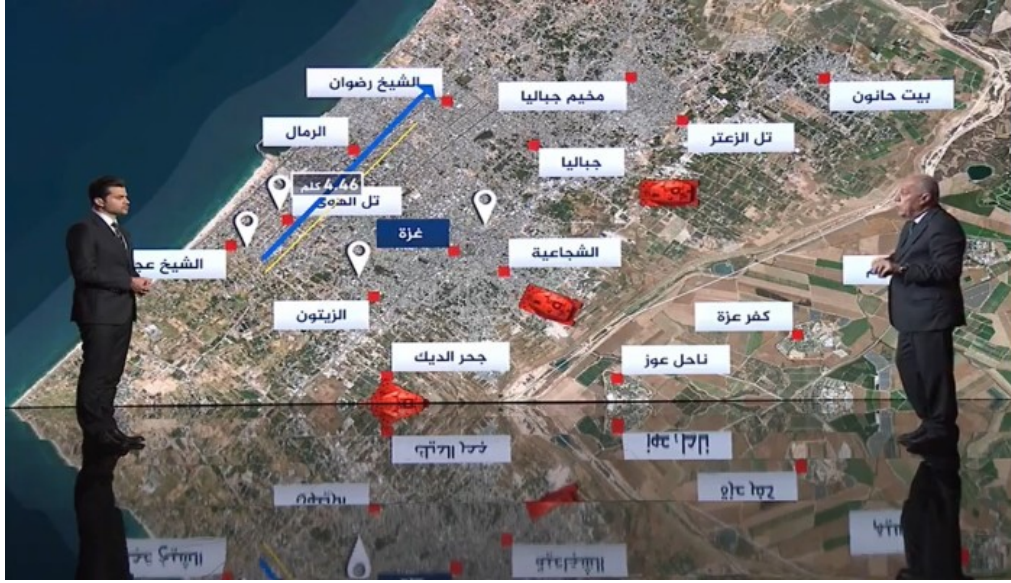 الشيخ رضوان
مخيم جباليا
بيت حانون
الرمال
تل الزعتر
جباليا
4.46 كلم
تل الهوى
غزة
الشجاعية
الشيخ
الزيتون
كفر عزة
جحر الديك
ناحل عوز